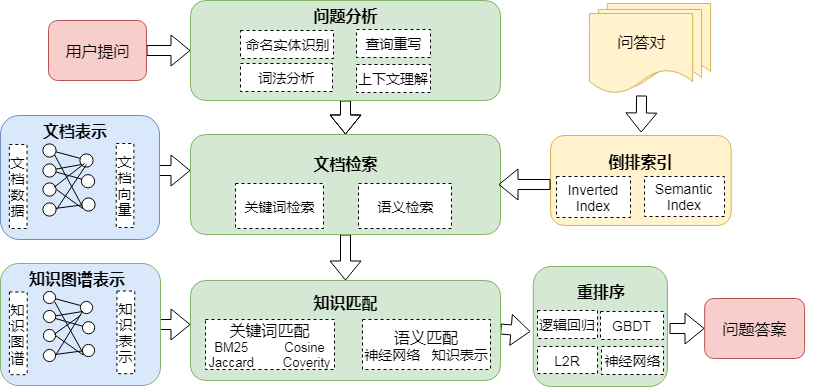 用户提问
问题分析
命名实体识别
查询重写
词法分析
上下文理解
问答对
文档表示
文档数据
文档向量
文档检索
关键词检索
语义检索
倒排索引
Inverted
Index
Semantic
Index
知识图谱表示
知识图谱
知识表示
知识匹配
关键词匹配
BM25 Cosine
Jaccard Coverity
语义匹配
神经网络 知识表示
重排序
逻辑回归
GBDT
L2R
神经网络
问题答案